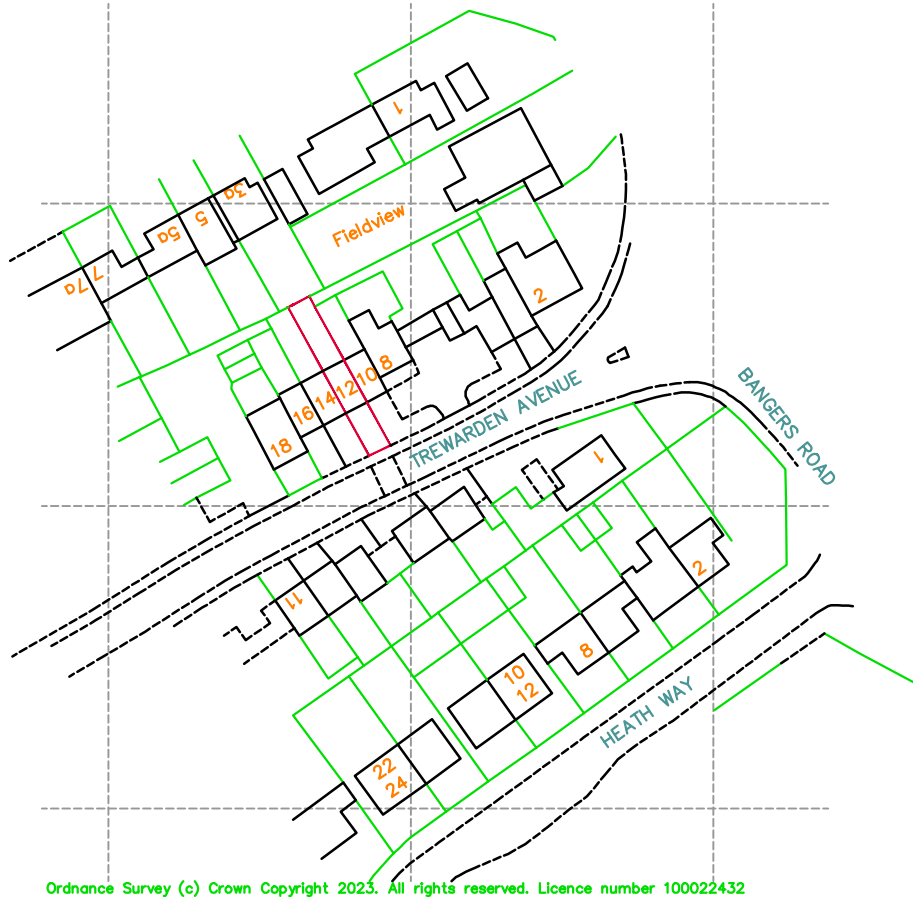 1
3a
5
5a
Fieldview
7
7a
2
8
10
12
14
16
18
TREWARDEN AVENUE
BANGERS ROAD
1
2
11
8
10
12
HEATH WAY
22
24
Ordnance Survey (c) Crown Copyright 2023. All rights reserved. Licence number 100022432